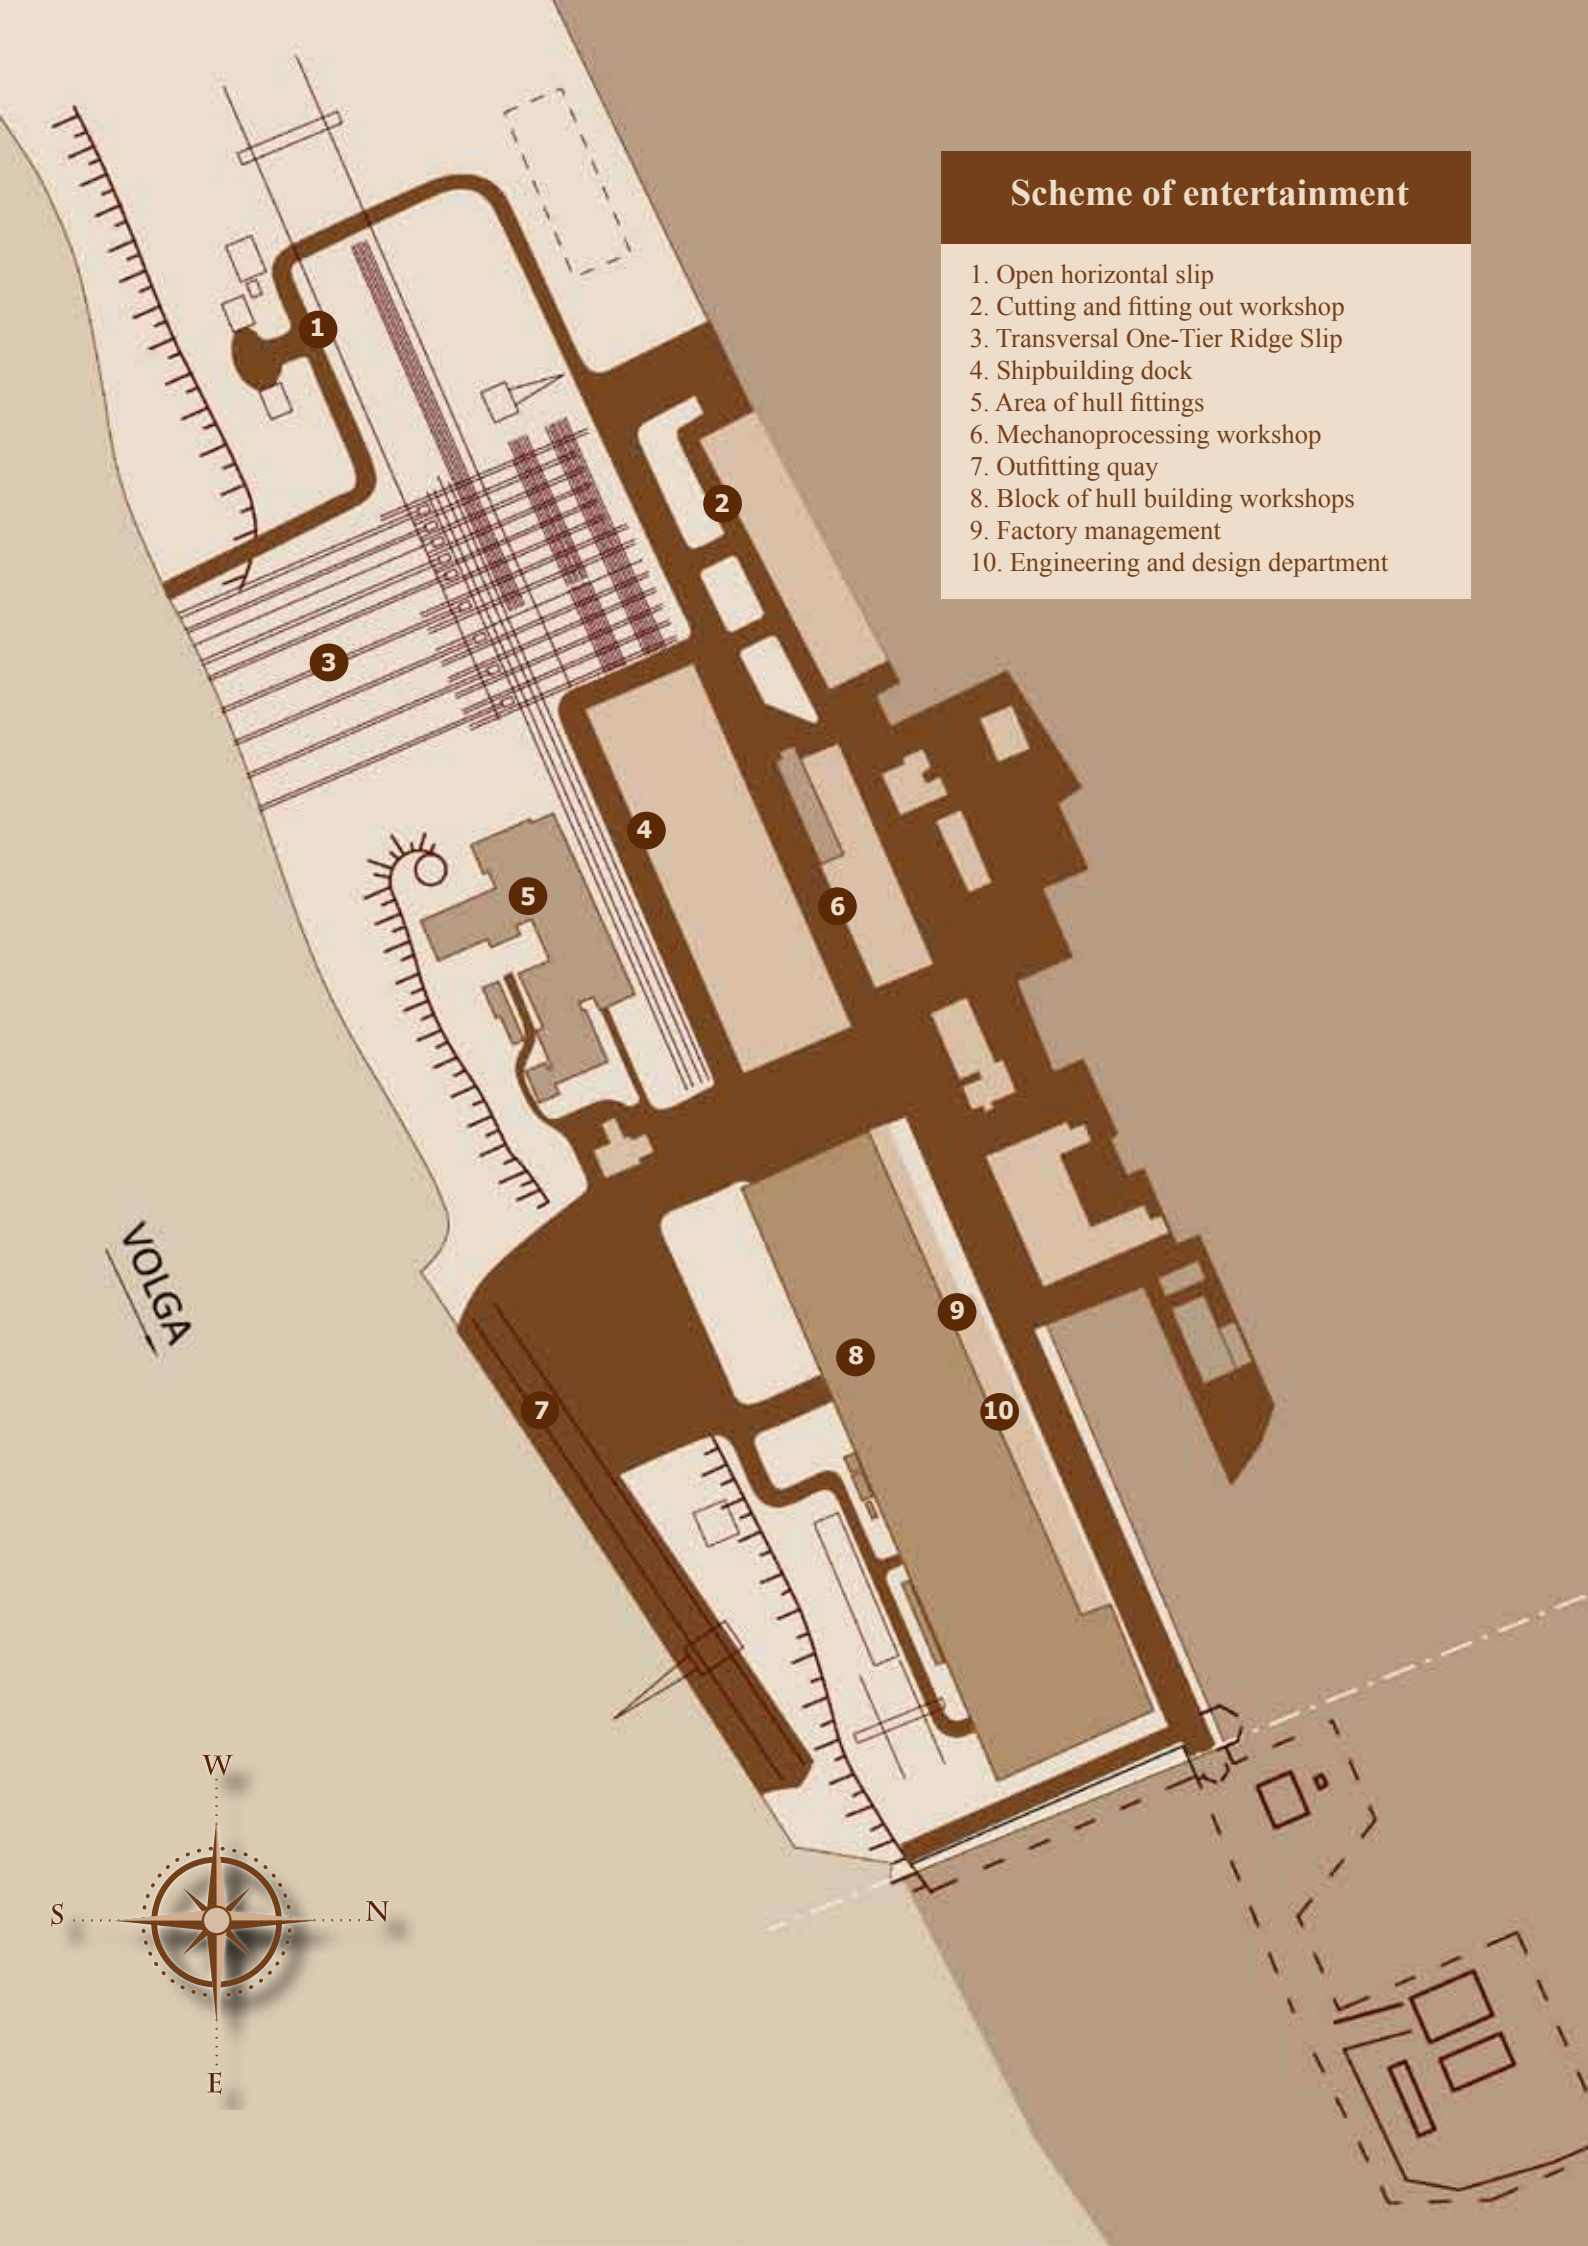 Scheme of entertainment
1. Open horizontal slip
2. Cutting and fitting out workshop
3. Transversal One-Tier Ridge Slip
4. Shipbuilding dock
5. Area of hull fittings
6. Mechanoprocessing workshop
7. Outfitting quay
8. Block of hull building workshops
9. Factory management
10. Engineering and design department
1
2
3
4
5
6
7
8
9
10
VOLGA
W
S
N
E